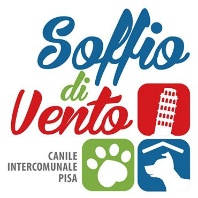 Soffio
di
Vento
CANILE
INTERCOMUNALE
PISA